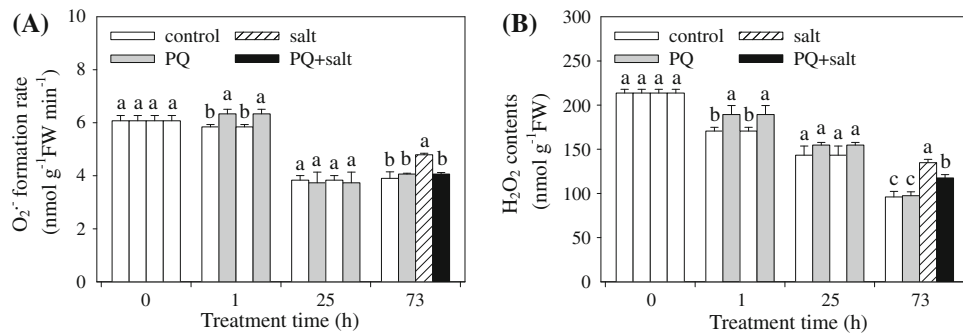 (A)
10
8
6
4
2
0
O₂·⁻ formation rate
(nmol g⁻¹FW min⁻¹)
control
salt
PQ
PQ+salt
a a a a
b a b a
a a a a
b b a b
0 1 25 73
Treatment time (h)
(B)
300
250
200
150
100
50
0
H₂O₂ contents
(nmol g⁻¹FW)
control
salt
PQ
PQ+salt
a a a a
b a b a
a a a a
c c a b
0 1 25 73
Treatment time (h)